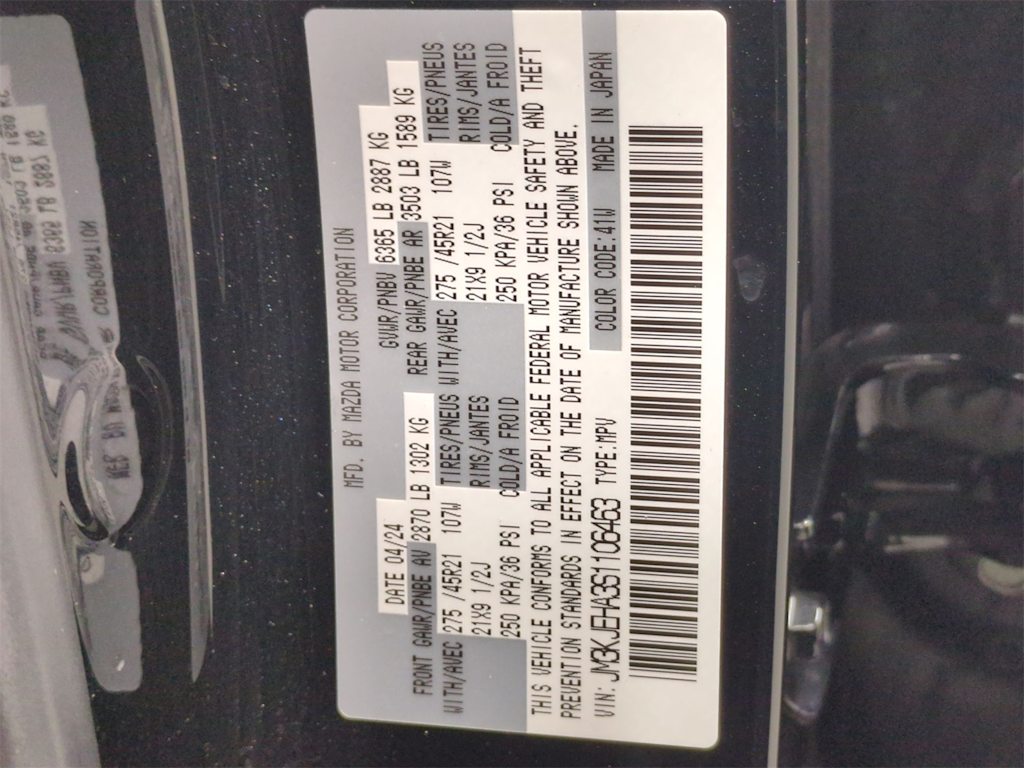 MFD. BY MAZDA MOTOR CORPORATION
DATE 04/24 GVWR/PNBV 6365 LB 2887 KG
FRONT GAWR/PNBE AV 2870 LB 1302 KG REAR GAWR/PNBE AR 3503 LB 1589 KG
WITH/AVEC 275 /45R21 107W TIRES/PNEUS WITH/AVEC 275 /45R21 107W TIRES/PNEUS
21X9 1/2J RIMS/JANTES 21X9 1/2J RIMS/JANTES
250 KPA/36 PSI COLD/A FROID 250 KPA/36 PSI COLD/A FROID
THIS VEHICLE CONFORMS TO ALL APPLICABLE FEDERAL MOTOR VEHICLE SAFETY AND THEFT
PREVENTION STANDARDS IN EFFECT ON THE DATE OF MANUFACTURE SHOWN ABOVE.
VIN: JM3KJEHA3S1106463 TYPE:MPV COLOR CODE:41W MADE IN JAPAN